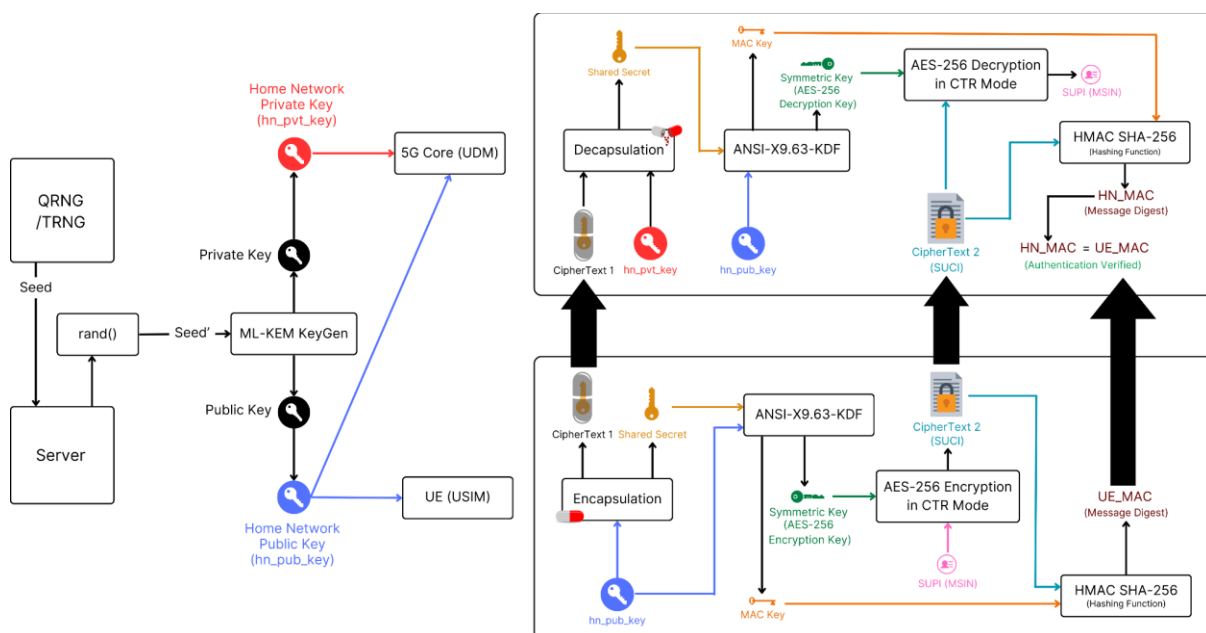 QRNG
/TRNG
Seed
Server
rand()
Seed'
ML-KEM KeyGen
Home Network
Private Key
(hn_pvt_key)
Private Key
Public Key
Home Network
Public Key
(hn_pub_key)
5G Core (UDM)
UE (USIM)
Shared Secret
Decapsulation
CipherText 1
hn_pvt_key
MAC Key
Symmetric Key
(AES-256
Decryption Key)
ANSI-X9.63-KDF
hn_pub_key
AES-256 Decryption
in CTR Mode
SUPI (MSIN)
CipherText 2
(SUCI)
HMAC SHA-256
(Hashing Function)
HN_MAC
(Message Digest)
HN_MAC = UE_MAC
(Authentication Verified)
CipherText 1
Shared Secret
Encapsulation
hn_pub_key
ANSI-X9.63-KDF
Symmetric Key
(AES-256
Encryption Key)
MAC Key
CipherText 2
(SUCI)
AES-256 Encryption
in CTR Mode
SUPI (MSIN)
UE_MAC
(Message Digest)
HMAC SHA-256
(Hashing Function)